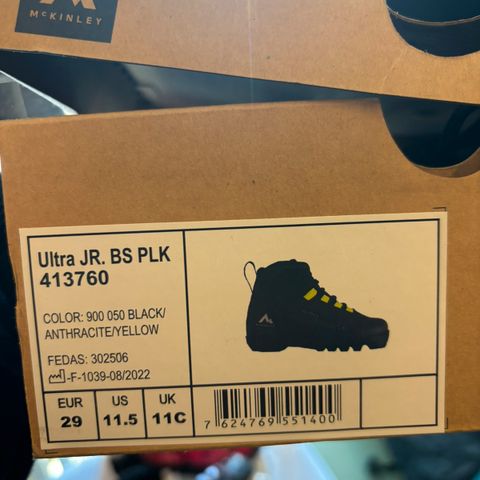 McKINLEY
Ultra JR. BS PLK
413760
COLOR: 900 050 BLACK/
ANTHRACITE/YELLOW
FEDAS: 302506
-F-1039-08/2022
EUR US UK
29 11.5 11C
7 624769 551400